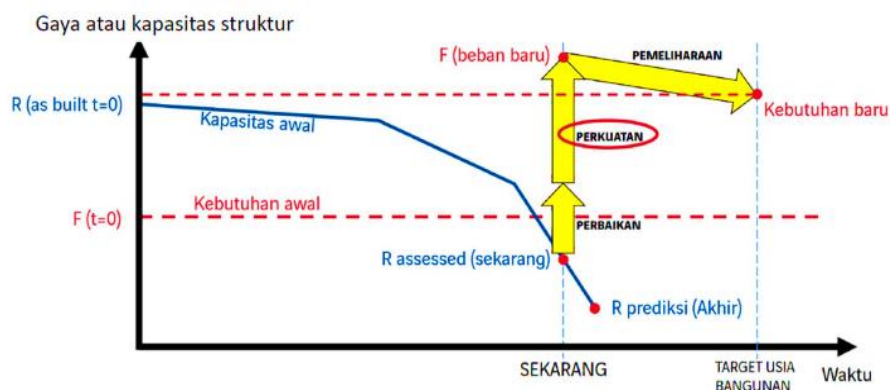 Gaya atau kapasitas struktur
F (beban baru)
PEMELIHARAAN
R (as built t=0)
Kapasitas awal
Kebutuhan baru
PERKUATAN
Kebutuhan awal
F (t=0)
PERBAIKAN
R assessed (sekarang)
R prediksi (Akhir)
SEKARANG
TARGET USIA
BANGUNAN
Waktu